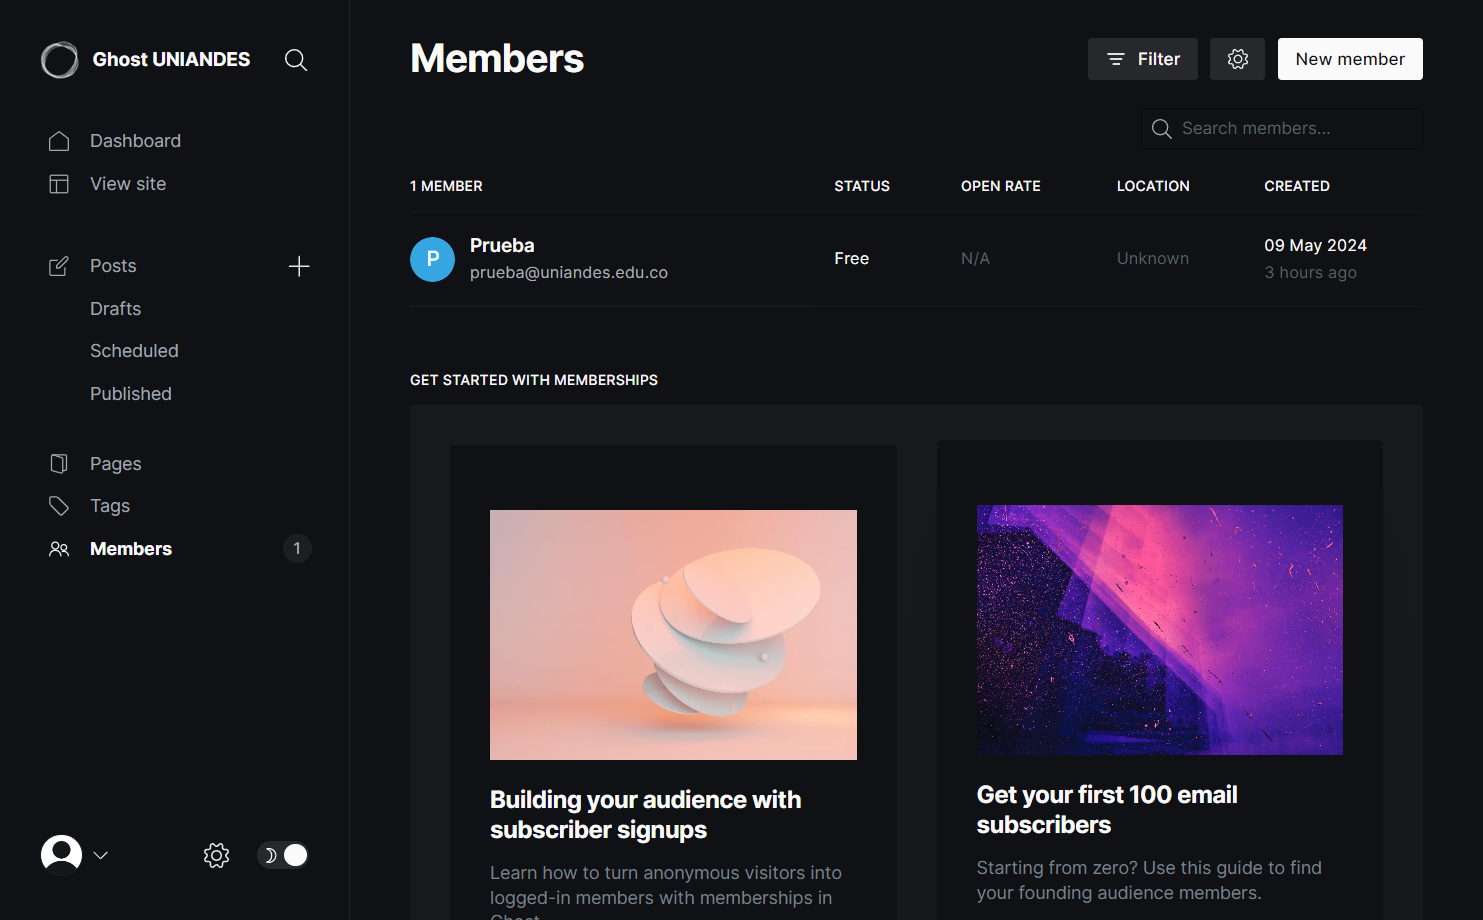 Ghost UNIANDES
Dashboard
View site
Posts
Drafts
Scheduled
Published
Pages
Tags
Members 1
Members
Filter
New member
Search members...
1 MEMBER STATUS OPEN RATE LOCATION CREATED
P
Prueba
prueba@uniandes.edu.co
Free
N/A
Unknown
09 May 2024
3 hours ago
GET STARTED WITH MEMBERSHIPS
Building your audience with
subscriber signups
Learn how to turn anonymous visitors into
logged-in members with memberships in
Get your first 100 email
subscribers
Starting from zero? Use this guide to find
your founding audience members.